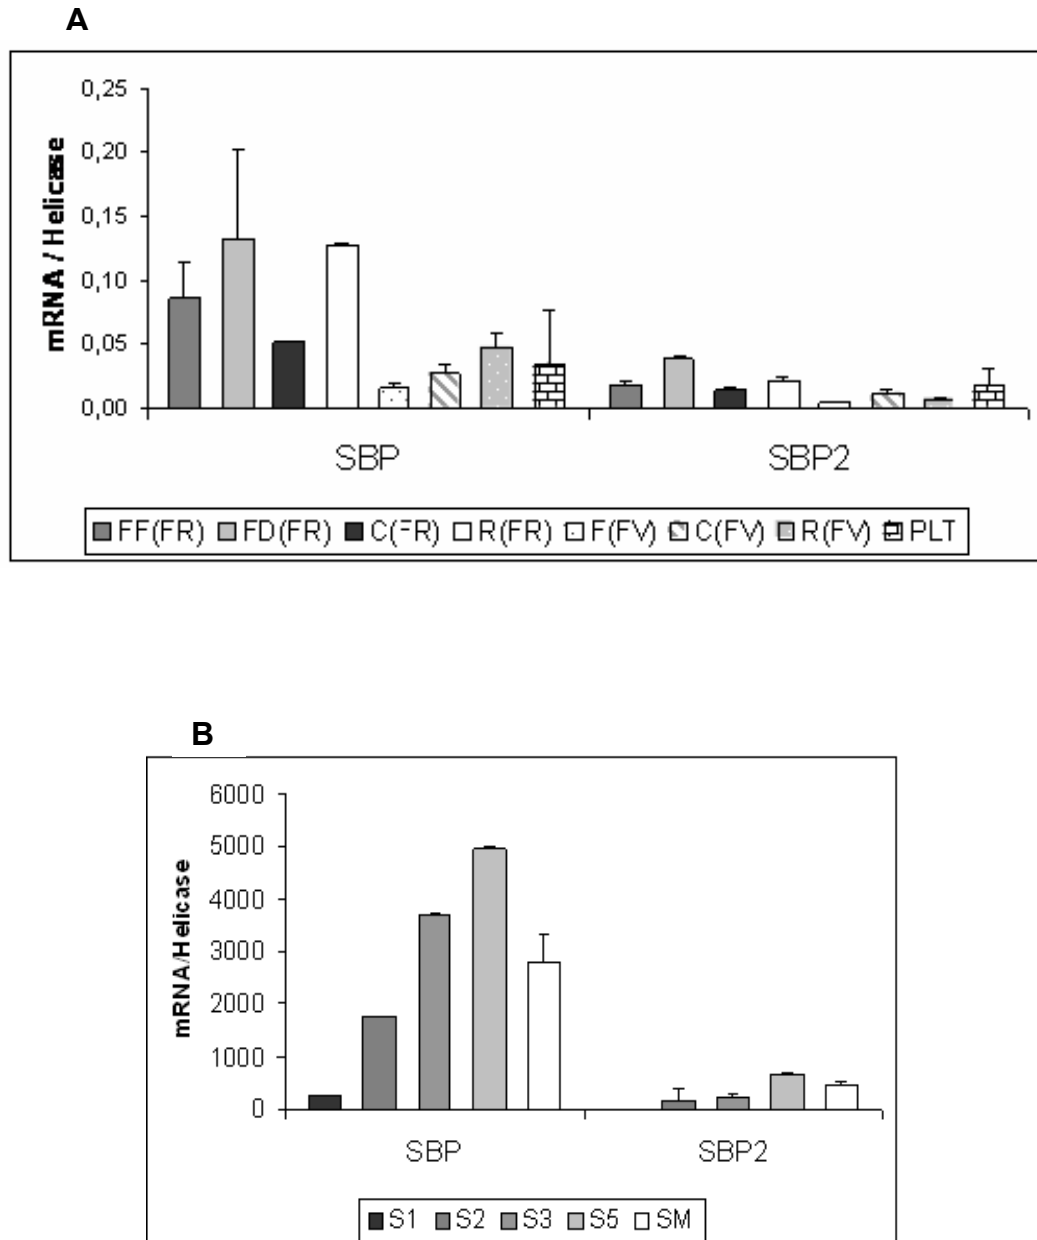 A
mRNA / Helicase
0,25
0,20
0,15
0,10
0,05
0,00
SBP SBP2
FF(FR) FD(FR) C(FR) R(FR) F(FV) C(FV) R(FV) PLT
B
mRNA/Helicase
6000
5000
4000
3000
2000
1000
0
SBP SBP2
S1 S2 S3 S5 SM